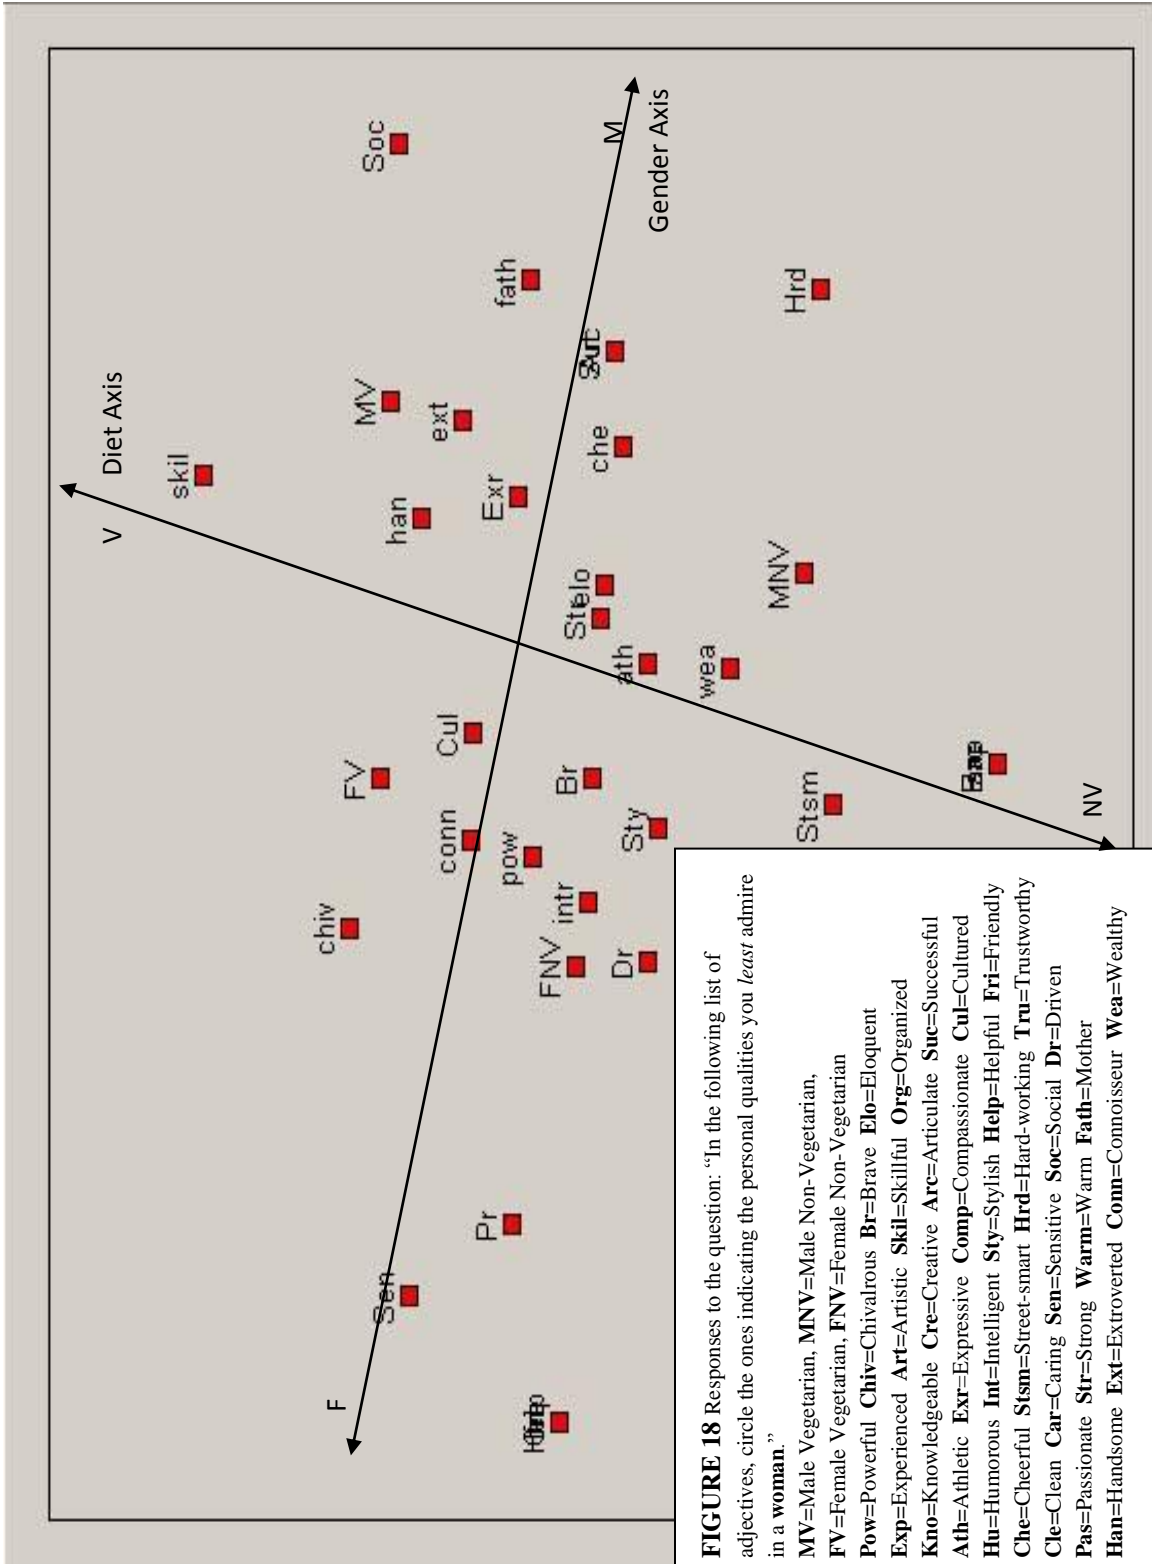 Diet Axis
V
skil
chiv
F
FV
MV
Soc
Sen
han
ext
conn
Cul
Pr
Exr
fath
pow
FNV
intr
Br
Str
elo
che
M
Dr
ath
Sty
Gender Axis
wea
MNV
Hrd
Stsm
NV
FIGURE 18 Responses to the question: “In the following list of
adjectives, circle the ones indicating the personal qualities you least admire
in a woman.”
MV=Male Vegetarian, MNV=Male Non-Vegetarian,
FV=Female Vegetarian, FNV=Female Non-Vegetarian
Pow=Powerful Chiv=Chivalrous Br=Brave Elo=Eloquent
Exp=Experienced Art=Artistic Skil=Skillful Org=Organized
Kno=Knowledgeable Cre=Creative Arc=Articulate Suc=Successful
Ath=Athletic Exr=Expressive Comp=Compassionate Cul=Cultured
Hu=Humorous Int=Intelligent Sty=Stylish Help=Helpful Fri=Friendly
Che=Cheerful Stsm=Street-smart Hrd=Hard-working Tru=Trustworthy
Cle=Clean Car=Caring Sen=Sensitive Soc=Social Dr=Driven
Pas=Passionate Str=Strong Warm=Warm Fath=Mother
Han=Handsome Ext=Extroverted Conn=Connoisseur Wea=Wealthy